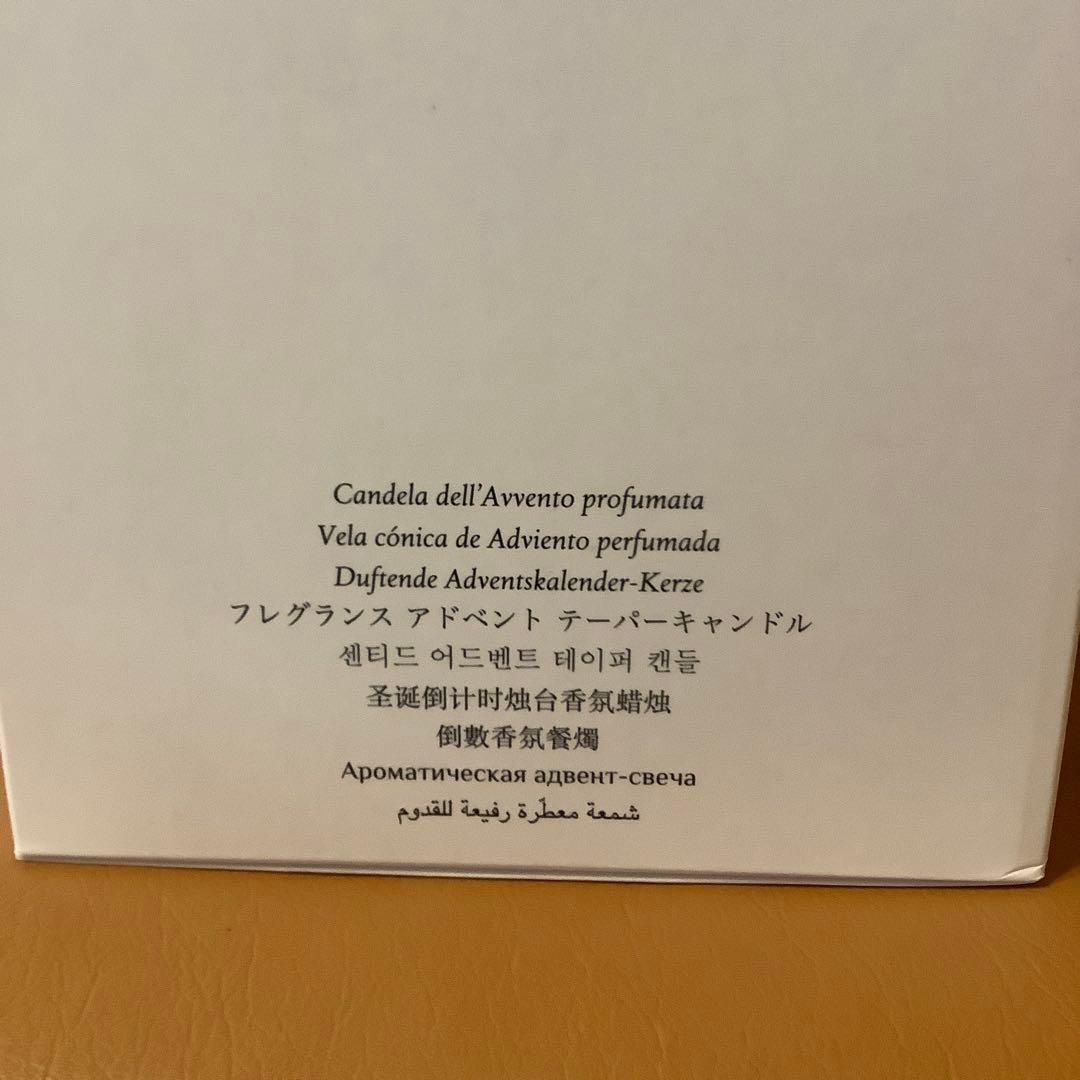 Candela dell'Avvento profumata
Vela cónica de Adviento perfumada
Duftende Adventskalender-Kerze
フレグランス アドベント テーパーキャンドル
센티드 어드벤트 테이퍼 캔들
圣诞倒计时烛台香氛蜡烛
倒數香氛餐燭
Ароматическая адвент-свеча
شمعة معطّرة رفيعة للقدوم